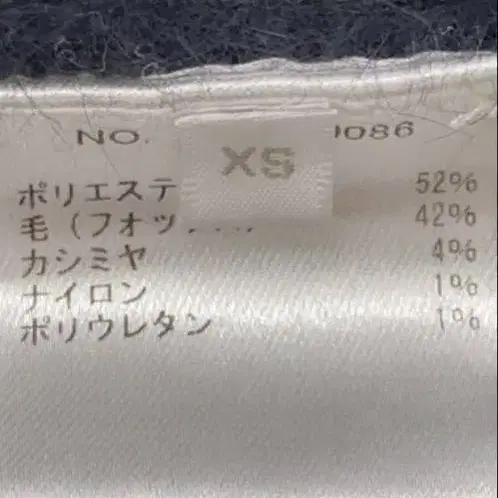 NO. 1086
XS
ポリエステ 52%
毛(フォッ 42%
カシミヤ 4%
ナイロン 1%
ポリウレタン 1%